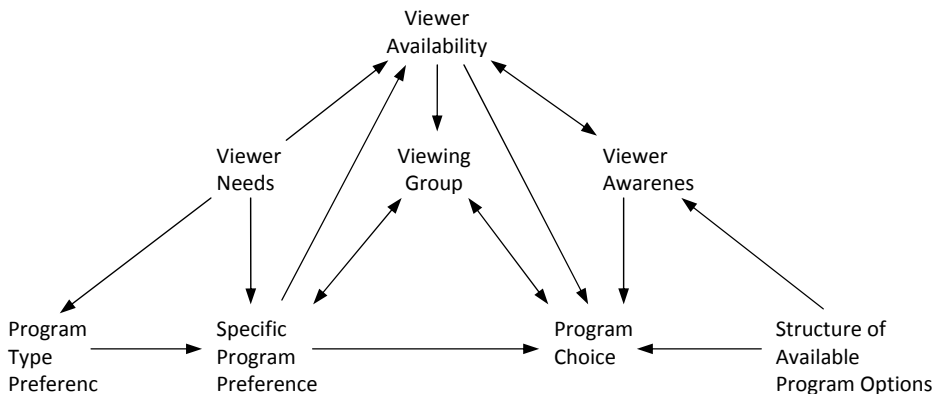 Viewer
Availability
Viewer
Needs
Viewing
Group
Viewer
Awarenes
Program
Type
Preferenc
Specific
Program
Preference
Program
Choice
Structure of
Available
Program Options